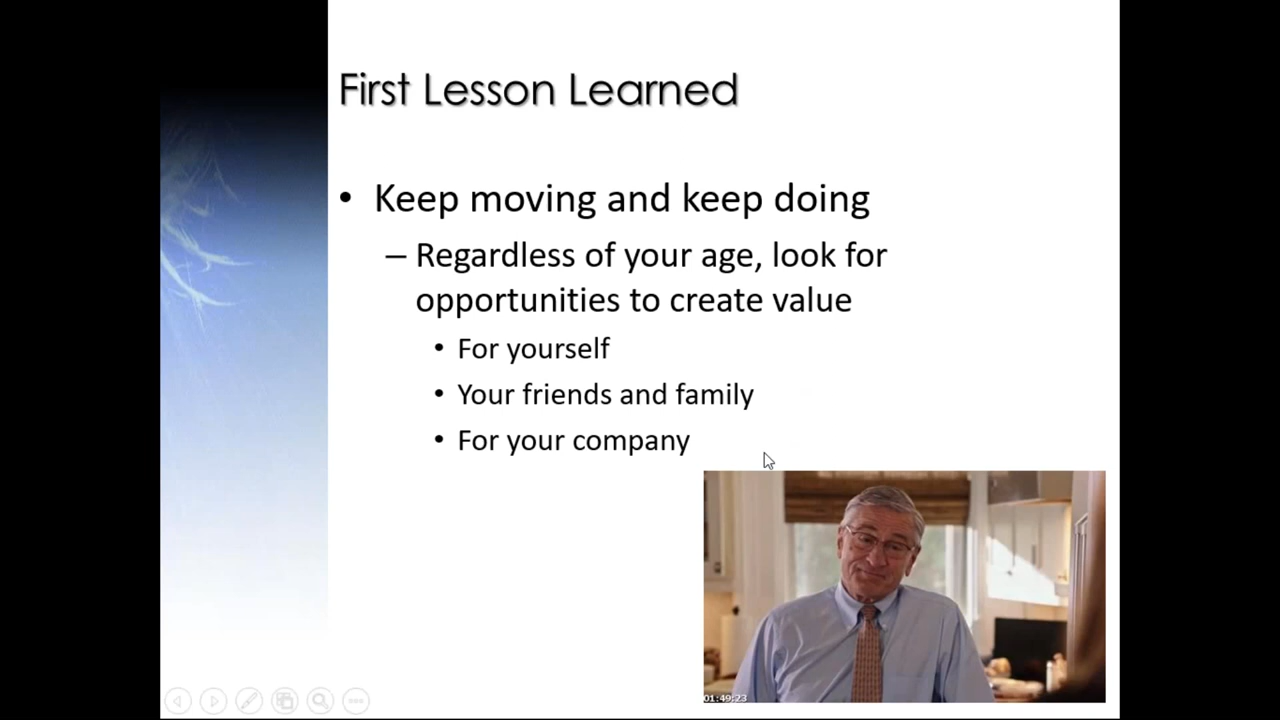 First Lesson Learned
• Keep moving and keep doing
– Regardless of your age, look for
opportunities to create value
• For yourself
• Your friends and family
• For your company
01:49:23